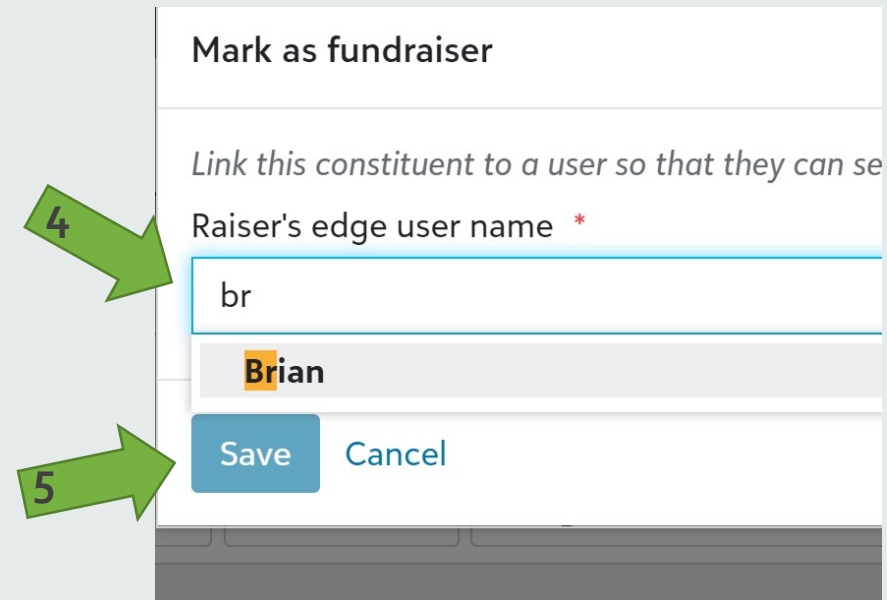 Mark as fundraiser
Link this constituent to a user so that they can se
4
Raiser's edge user name *
br
Brian
5
Save Cancel